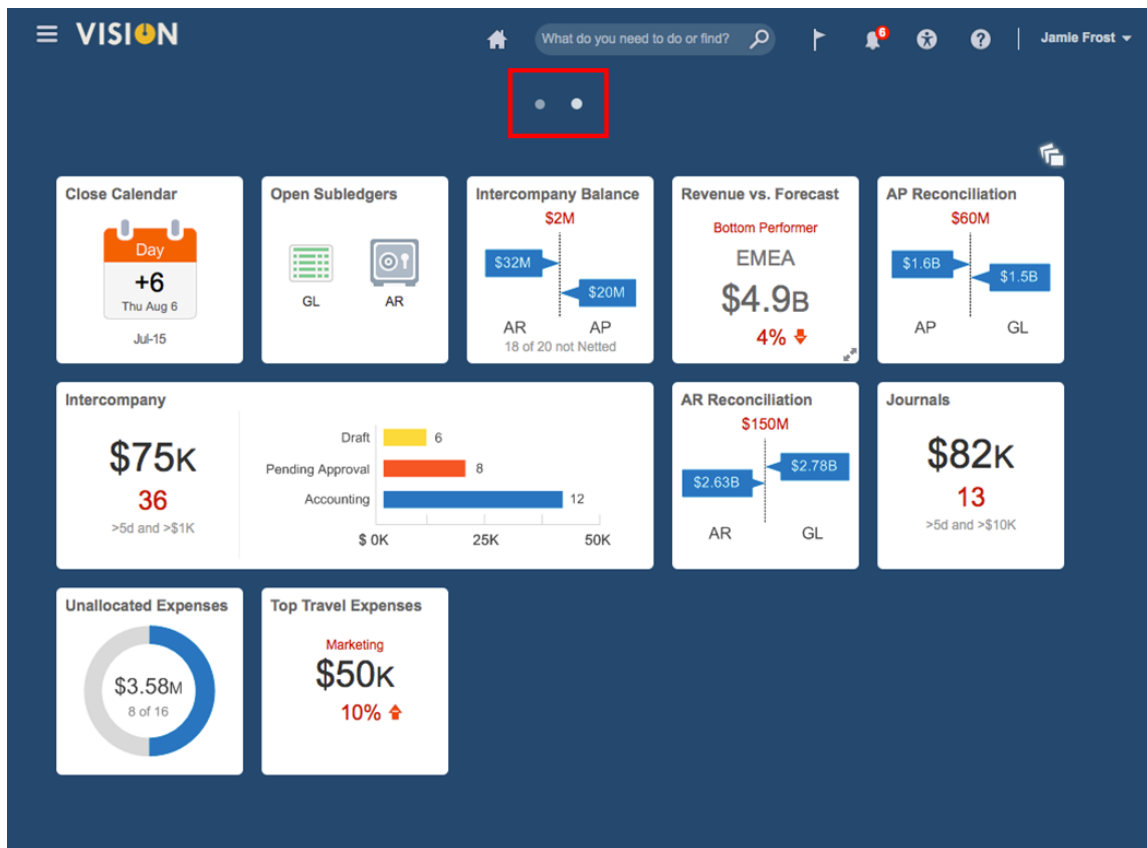 VISION
What do you need to do or find?
6
Jamie Frost
Close Calendar
Day
+6
Thu Aug 6
Jul-15
Open Subledgers
GL
AR
Intercompany Balance
$2M
$32M
$20M
AR
AP
18 of 20 not Netted
Revenue vs. Forecast
Bottom Performer
EMEA
$4.9B
4%
AP Reconciliation
$60M
$1.6B
$1.5B
AP
GL
Intercompany
$75K
36
>5d and >$1K
Draft
6
Pending Approval
8
Accounting
12
$ 0K
25K
50K
AR Reconciliation
$150M
$2.78B
$2.63B
AR
GL
Journals
$82K
13
>5d and >$10K
Unallocated Expenses
$3.58M
8 of 16
Top Travel Expenses
Marketing
$50K
10%